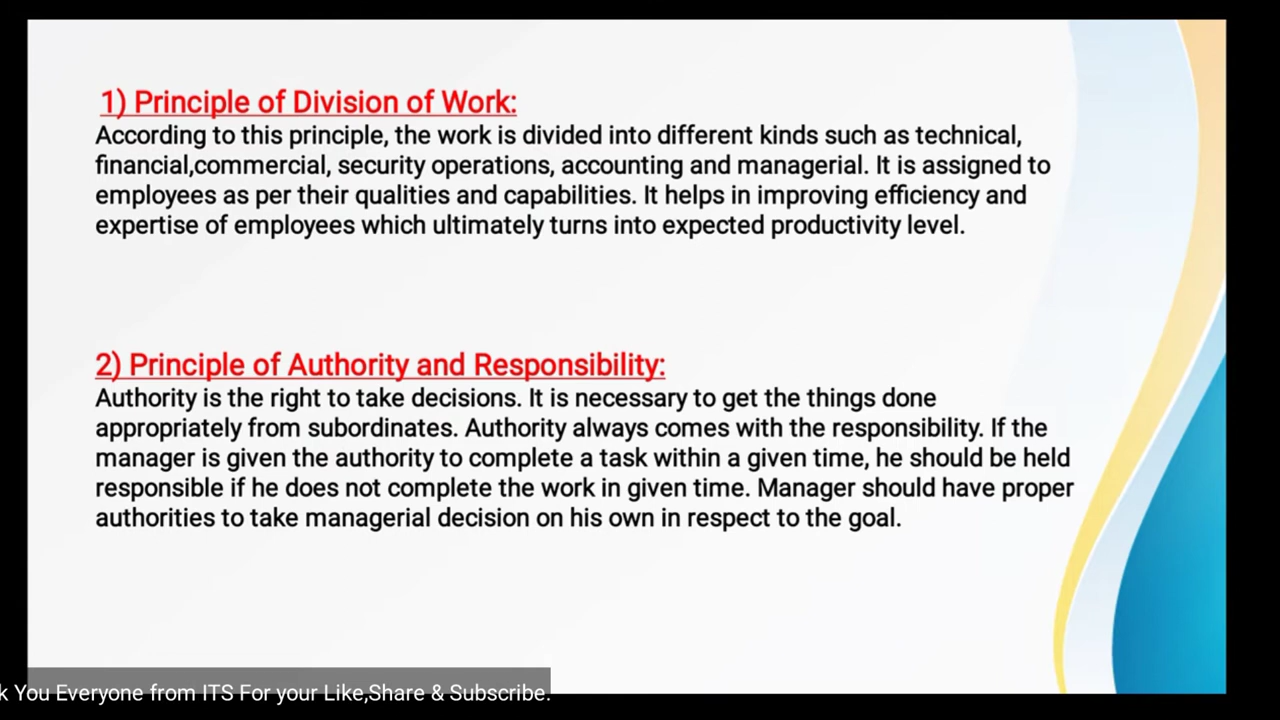 1) Principle of Division of Work:
According to this principle, the work is divided into different kinds such as technical,
financial,commercial, security operations, accounting and managerial. It is assigned to
employees as per their qualities and capabilities. It helps in improving efficiency and
expertise of employees which ultimately turns into expected productivity level.
2) Principle of Authority and Responsibility:
Authority is the right to take decisions. It is necessary to get the things done
appropriately from subordinates. Authority always comes with the responsibility. If the
manager is given the authority to complete a task within a given time, he should be held
responsible if he does not complete the work in given time. Manager should have proper
authorities to take managerial decision on his own in respect to the goal.
k You Everyone from ITS For your Like,Share & Subscribe.